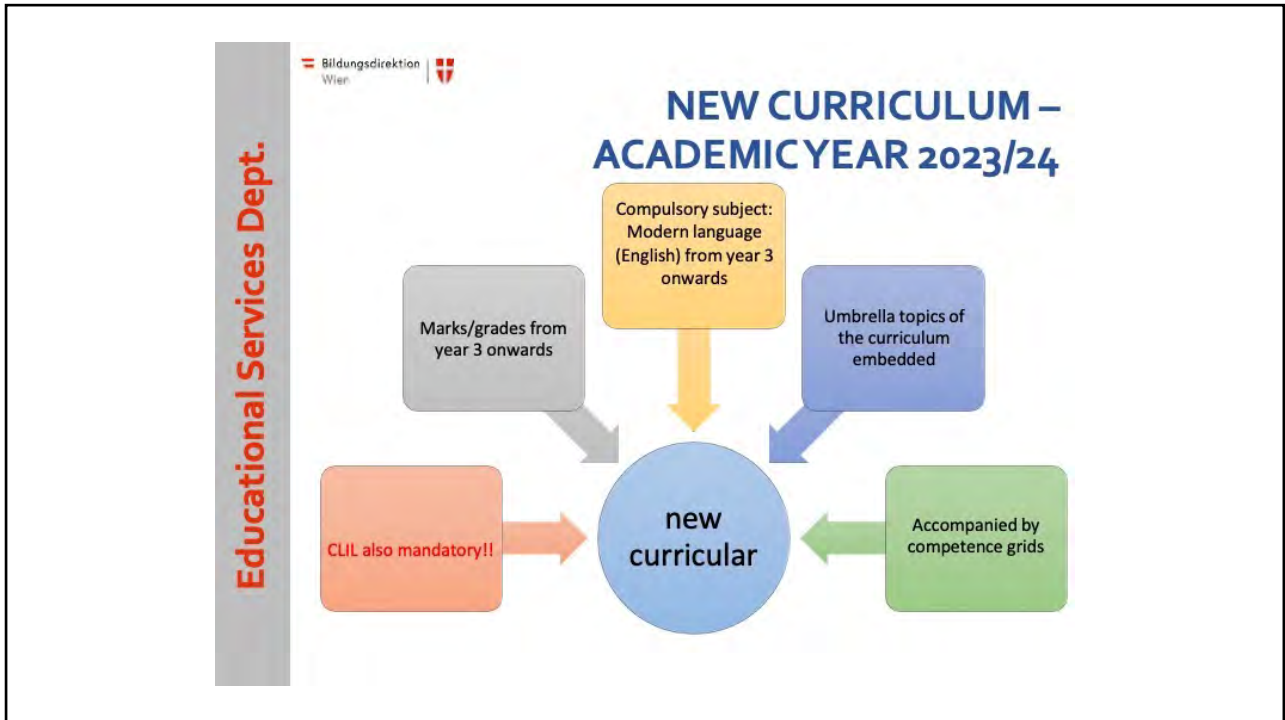 Bildungsdirektion
Wien
Educational Services Dept.
NEW CURRICULUM –
ACADEMIC YEAR 2023/24
Compulsory subject:
Modern language
(English) from year 3
onwards
Marks/grades from
year 3 onwards
Umbrella topics of
the curriculum
embedded
CLIL also mandatory!!
new
curricular
Accompanied by
competence grids